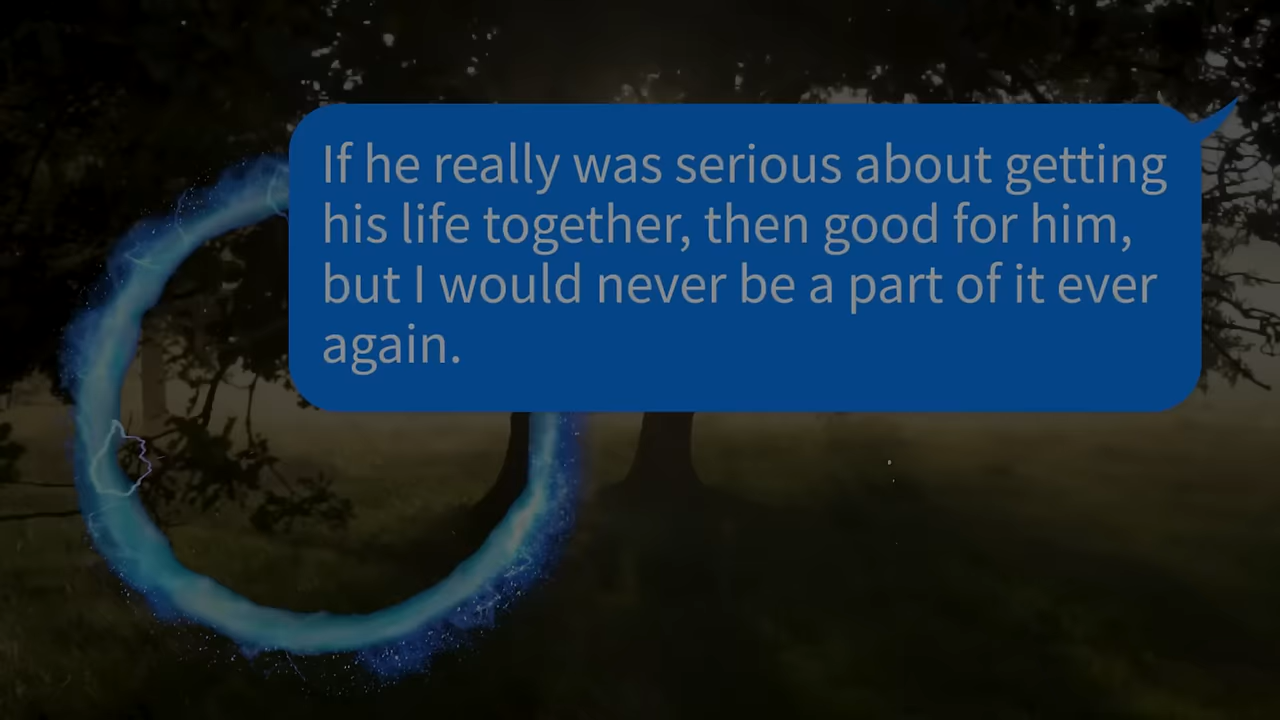 If he really was serious about getting
his life together, then good for him,
but I would never be a part of it ever
again.